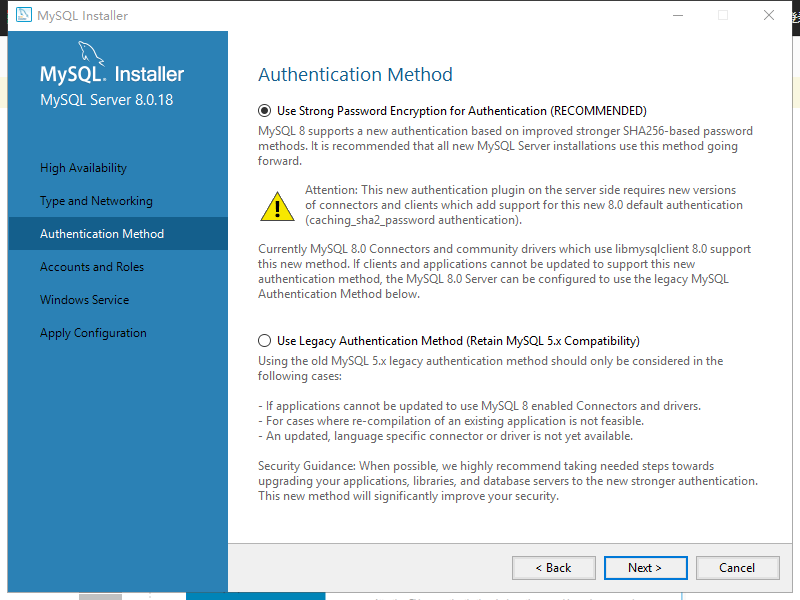 MySQL Installer
MySQL. Installer
MySQL Server 8.0.18
High Availability
Type and Networking
Authentication Method
Accounts and Roles
Windows Service
Apply Configuration
Authentication Method
Use Strong Password Encryption for Authentication (RECOMMENDED)
MySQL 8 supports a new authentication based on improved stronger SHA256-based password
methods. It is recommended that all new MySQL Server installations use this method going
forward.
Attention: This new authentication plugin on the server side requires new versions
of connectors and clients which add support for this new 8.0 default authentication
(caching_sha2_password authentication).
Currently MySQL 8.0 Connectors and community drivers which use libmysqlclient 8.0 support
this new method. If clients and applications cannot be updated to support this new
authentication method, the MySQL 8.0 Server can be configured to use the legacy MySQL
Authentication Method below.
Use Legacy Authentication Method (Retain MySQL 5.x Compatibility)
Using the old MySQL 5.x legacy authentication method should only be considered in the
following cases:
- If applications cannot be updated to use MySQL 8 enabled Connectors and drivers.
- For cases where re-compilation of an existing application is not feasible.
- An updated, language specific connector or driver is not yet available.
Security Guidance: When possible, we highly recommend taking needed steps towards
upgrading your applications, libraries, and database servers to the new stronger authentication.
This new method will significantly improve your security.
< Back
Next >
Cancel